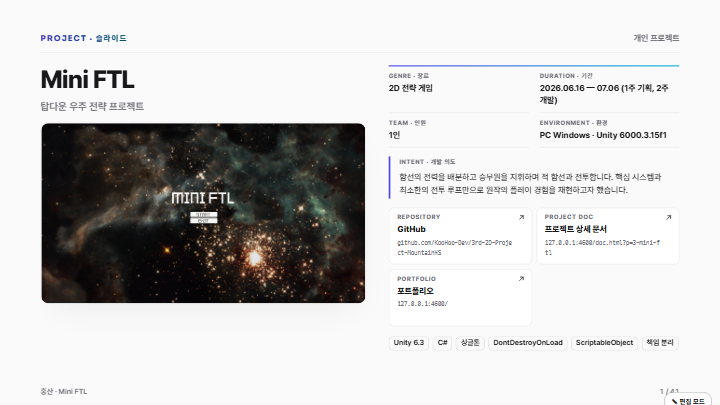 PROJECT · 슬라이드
개인 프로젝트
Mini FTL
탑다운 우주 전략 프로젝트
MINI FTL
GENRE · 장르
2D 전략 게임
DURATION · 기간
2026.06.16 — 07.06 (1주 기획, 2주
개발)
TEAM · 인원
1인
ENVIRONMENT · 환경
PC Windows · Unity 6000.3.15f1
INTENT · 개발 의도
함선의 전력을 배분하고 승무원을 지휘하며 적 함선과 전투합니다. 핵심 시스템과
최소한의 전투 루프만으로 원작의 플레이 경험을 재현하고자 했습니다.
REPOSITORY
GitHub
github.com/KooHoo-Dev/3rd-2D-Proje
ct-MountainHS
PROJECT DOC
프로젝트 상세 문서
127.0.0.1:4600/doc.html?p=3-mini-f
tl
PORTFOLIO
포트폴리오
127.0.0.1:4600/
Unity 6.3
C#
싱글톤
DontDestroyOnLoad
ScriptableObject
책임 분리
중산 · Mini FTL
1 / 41
편집 모드